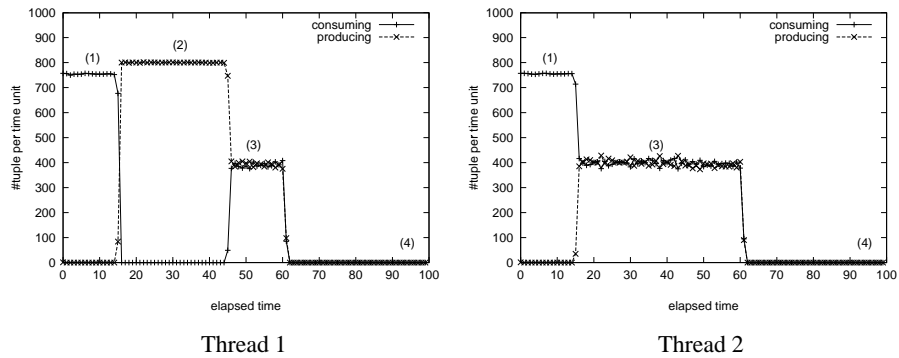 consuming
producing
#tuple per time unit
1000
900
800
700
600
500
400
300
200
100
0
(1)
(2)
(3)
(4)
0 10 20 30 40 50 60 70 80 90 100
elapsed time
Thread 1
consuming
producing
#tuple per time unit
1000
900
800
700
600
500
400
300
200
100
0
(1)
(3)
(4)
0 10 20 30 40 50 60 70 80 90 100
elapsed time
Thread 2